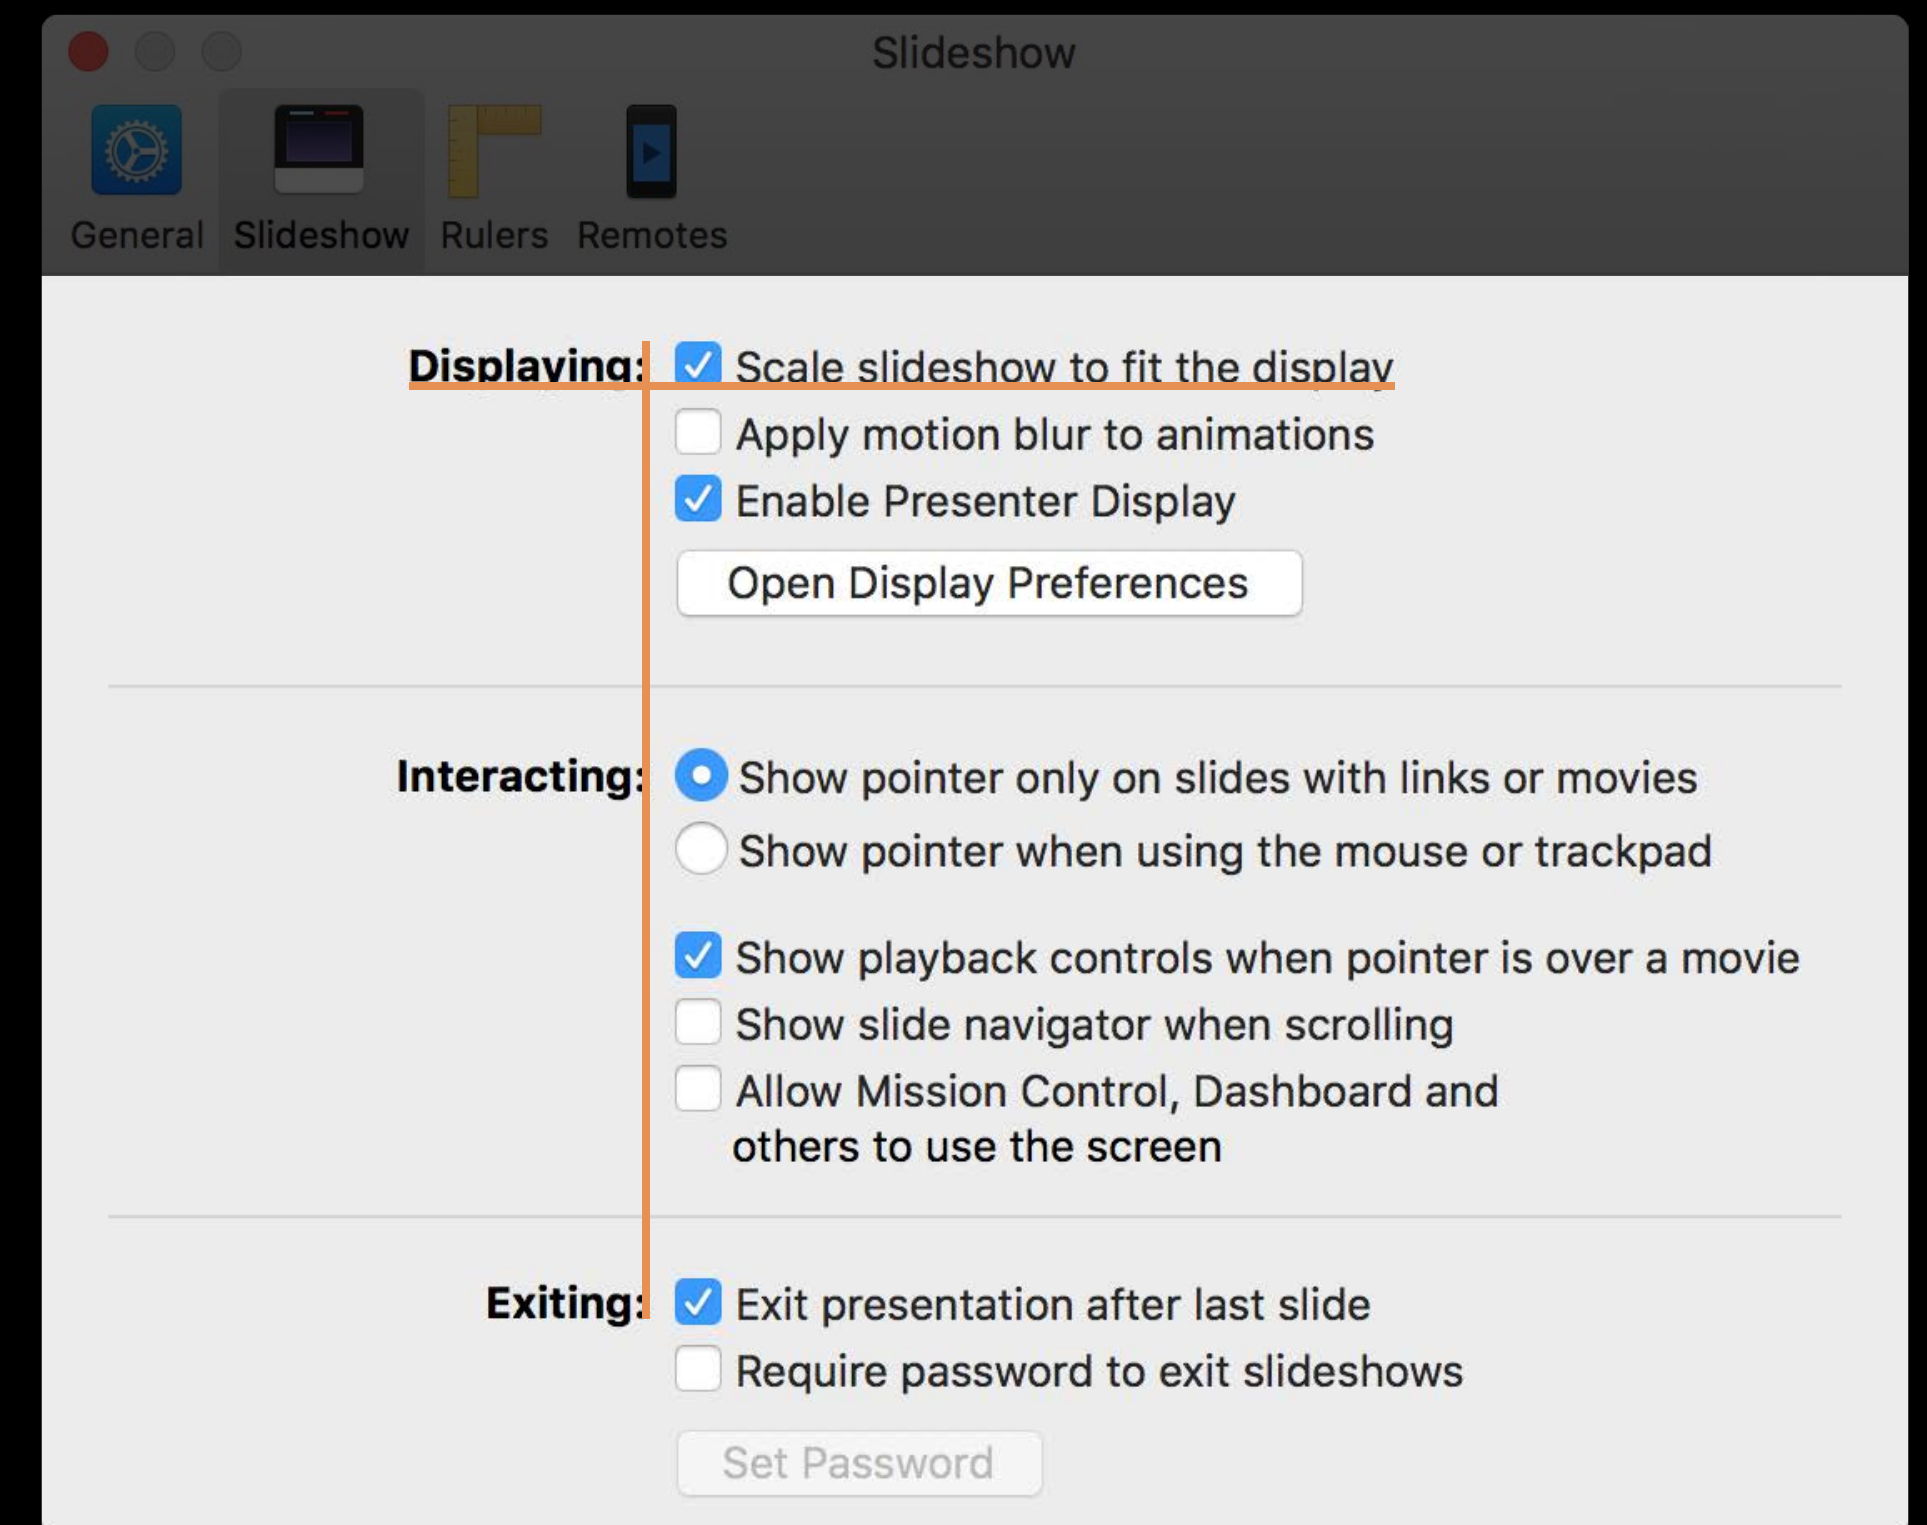 Slideshow
General Slideshow Rulers Remotes
Displaying: Scale slideshow to fit the display
Apply motion blur to animations
Enable Presenter Display
Open Display Preferences
Interacting: Show pointer only on slides with links or movies
Show pointer when using the mouse or trackpad
Show playback controls when pointer is over a movie
Show slide navigator when scrolling
Allow Mission Control, Dashboard and
others to use the screen
Exiting: Exit presentation after last slide
Require password to exit slideshows
Set Password